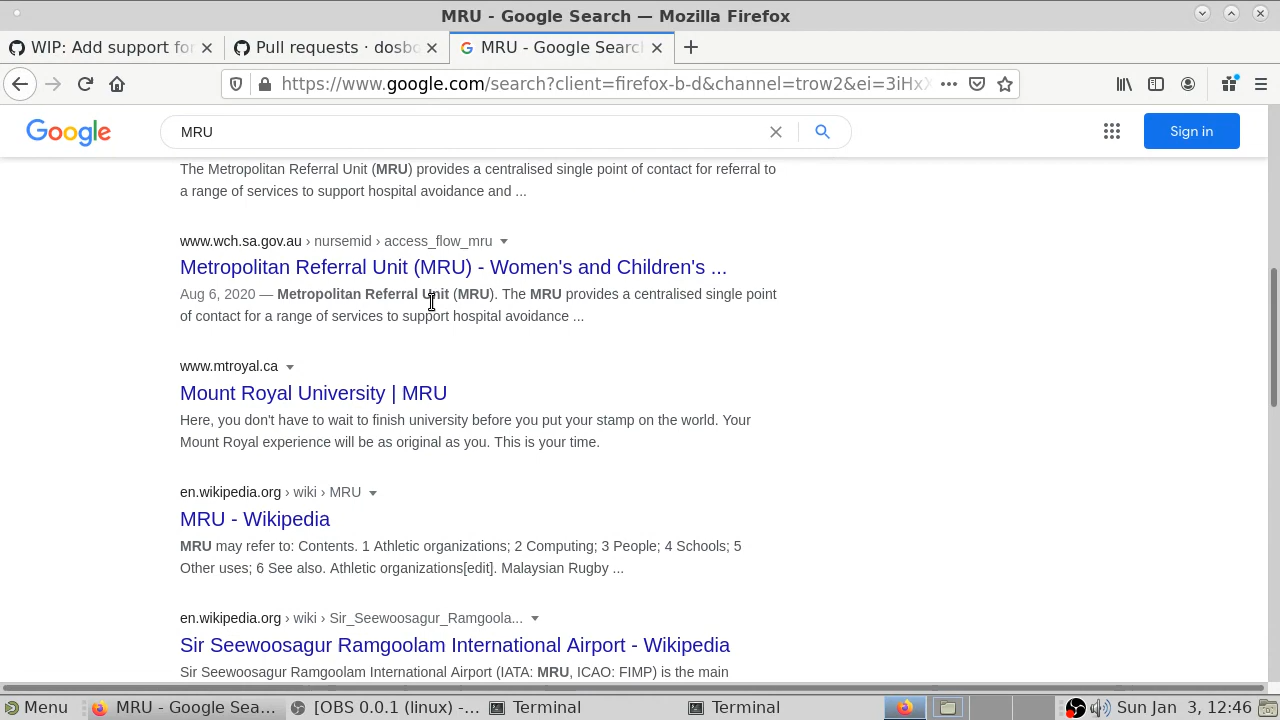 MRU - Google Search — Mozilla Firefox
WIP: Add support for
Pull requests · dosbo
MRU - Google Search
https://www.google.com/search?client=firefox-b-d&channel=trow2&ei=3iHxX
Google
MRU
Sign in
The Metropolitan Referral Unit (MRU) provides a centralised single point of contact for referral to
a range of services to support hospital avoidance and ...
www.wch.sa.gov.au › nursemid › access_flow_mru
Metropolitan Referral Unit (MRU) - Women's and Children's ...
Aug 6, 2020 — Metropolitan Referral Unit (MRU). The MRU provides a centralised single point
of contact for a range of services to support hospital avoidance ...
www.mtroyal.ca
Mount Royal University | MRU
Here, you don't have to wait to finish university before you put your stamp on the world. Your
Mount Royal experience will be as original as you. This is your time.
en.wikipedia.org › wiki › MRU
MRU - Wikipedia
MRU may refer to: Contents. 1 Athletic organizations; 2 Computing; 3 People; 4 Schools; 5
Other uses; 6 See also. Athletic organizations[edit]. Malaysian Rugby ...
en.wikipedia.org › wiki › Sir_Seewoosagur_Ramgoola...
Sir Seewoosagur Ramgoolam International Airport - Wikipedia
Sir Seewoosagur Ramgoolam International Airport (IATA: MRU, ICAO: FIMP) is the main
Menu
MRU - Google Sea...
[OBS 0.0.1 (linux) -...
Terminal
Terminal
Sun Jan 3, 12:46